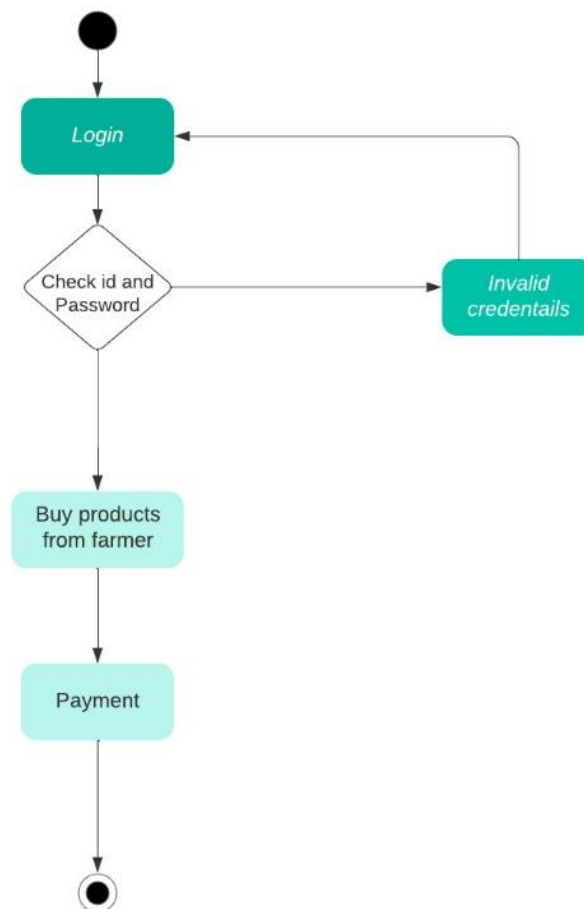 Login
Check id and
Password
Invalid
credentails
Buy products
from farmer
Payment